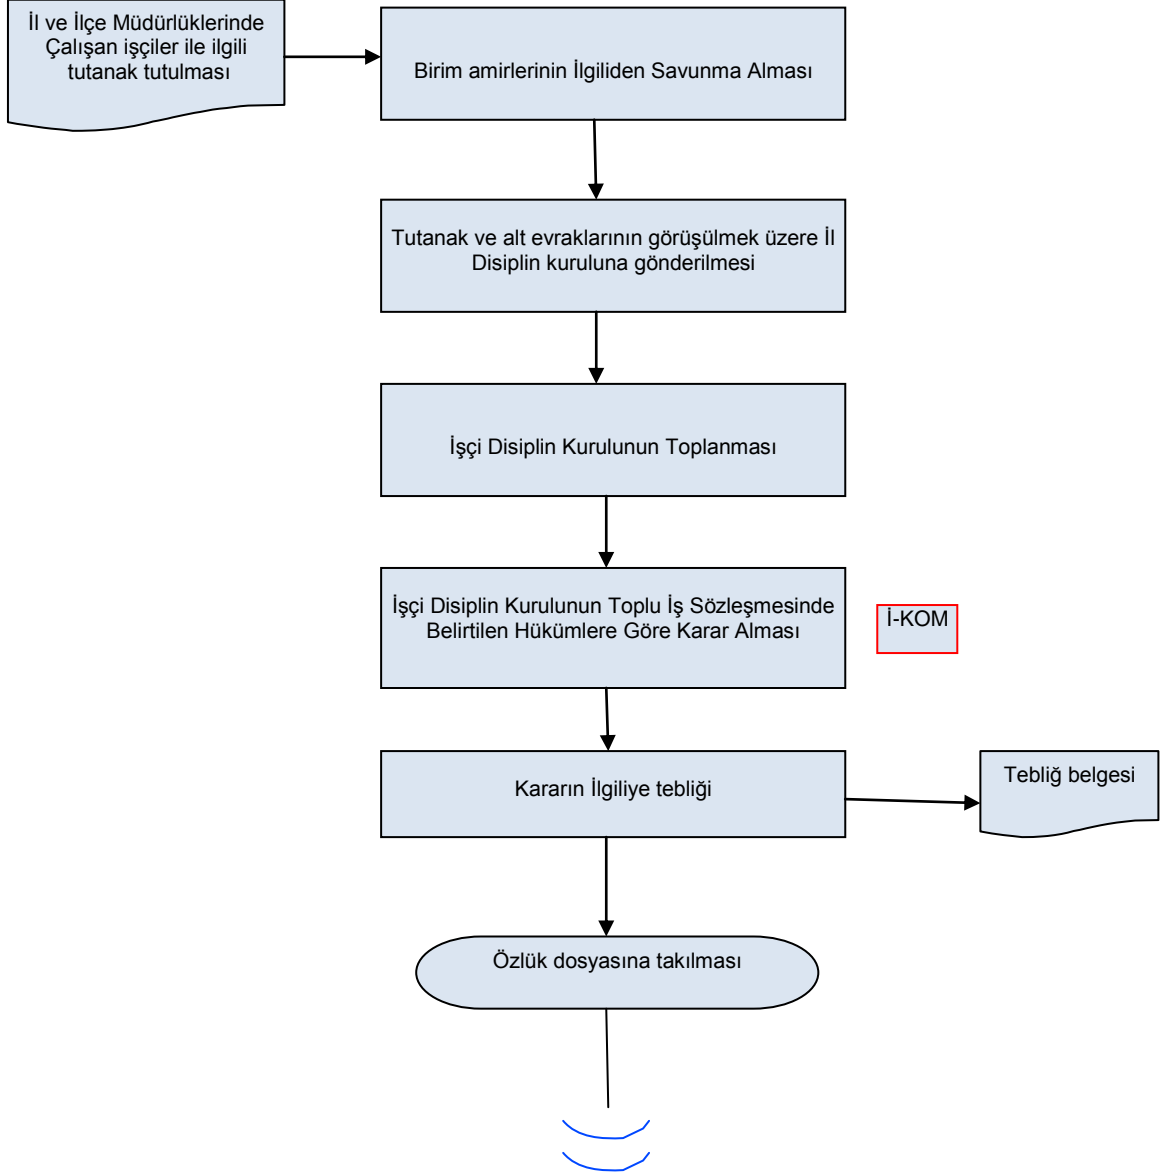 İl ve İlçe Müdürlüklerinde
Çalışan işçiler ile ilgili
tutanak tutulması
Birim amirlerinin İlgiliden Savunma Alması
Tutanak ve alt evraklarının görüşülmek üzere İl
Disiplin kuruluna gönderilmesi
İşçi Disiplin Kurulunun Toplanması
İşçi Disiplin Kurulunun Toplu İş Sözleşmesinde
Belirtilen Hükümlere Göre Karar Alması
İ-KOM
Kararın İlgiliye tebliği
Tebliğ belgesi
Özlük dosyasına takılması